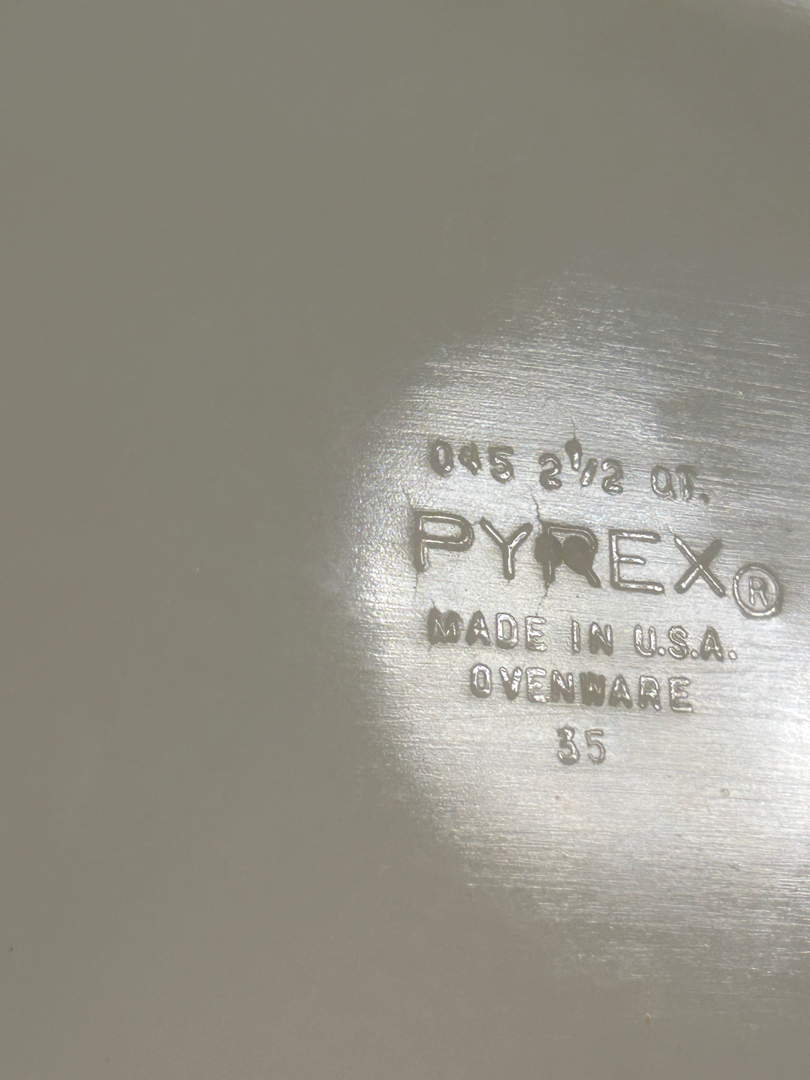 045 2 1/2 QT.
PYREX®
MADE IN U.S.A.
OVENWARE
35